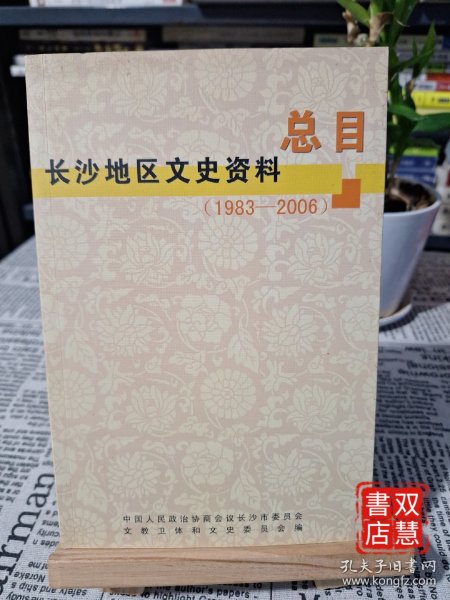 总目
长沙地区文史资料
（1983—2006）
中国人民政治协商会议长沙市委员会
文教卫体和文史委员会编
双慧書店
孔夫子旧书网
www.kongfz.com